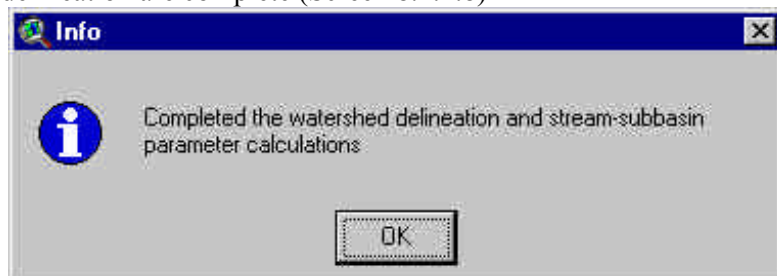 Info
Completed the watershed delineation and stream-subbasin
parameter calculations
OK